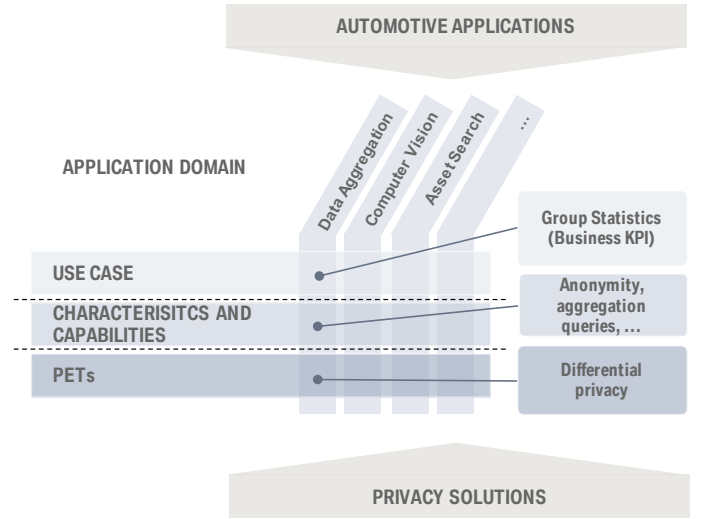 AUTOMOTIVE APPLICATIONS
APPLICATION DOMAIN
Data Aggregation
Computer Vision
Asset Search
...
Group Statistics
(Business KPI)
USE CASE
Anonymity,
aggregation
queries, ...
CHARACTERISITCS AND
CAPABILITIES
PETs
Differential
privacy
PRIVACY SOLUTIONS